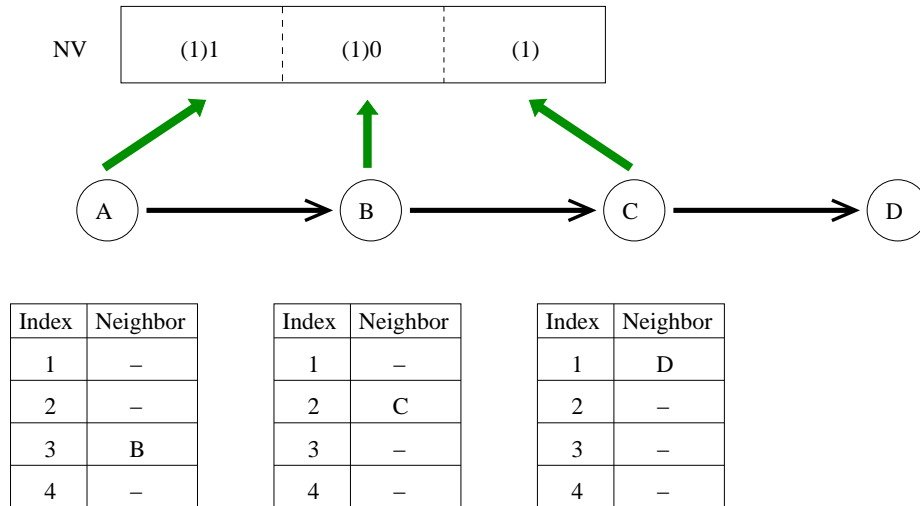 NV (1)1 (1)0 (1)
A B C D
Index Neighbor Index Neighbor Index Neighbor
1 – 1 – 1 D
2 – 2 C 2 –
3 B 3 – 3 –
4 – 4 – 4 –